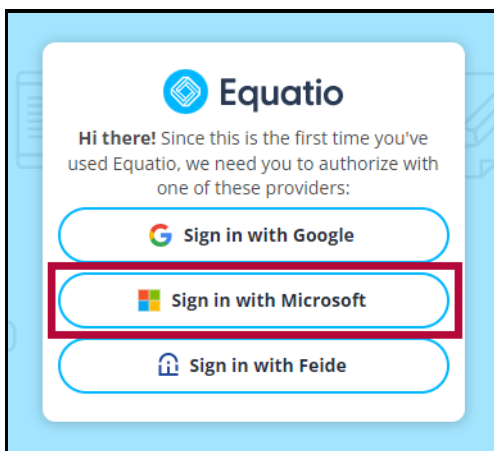 Equatio
Hi there! Since this is the first time you've
used Equatio, we need you to authorize with
one of these providers:
Sign in with Google
Sign in with Microsoft
Sign in with Feide